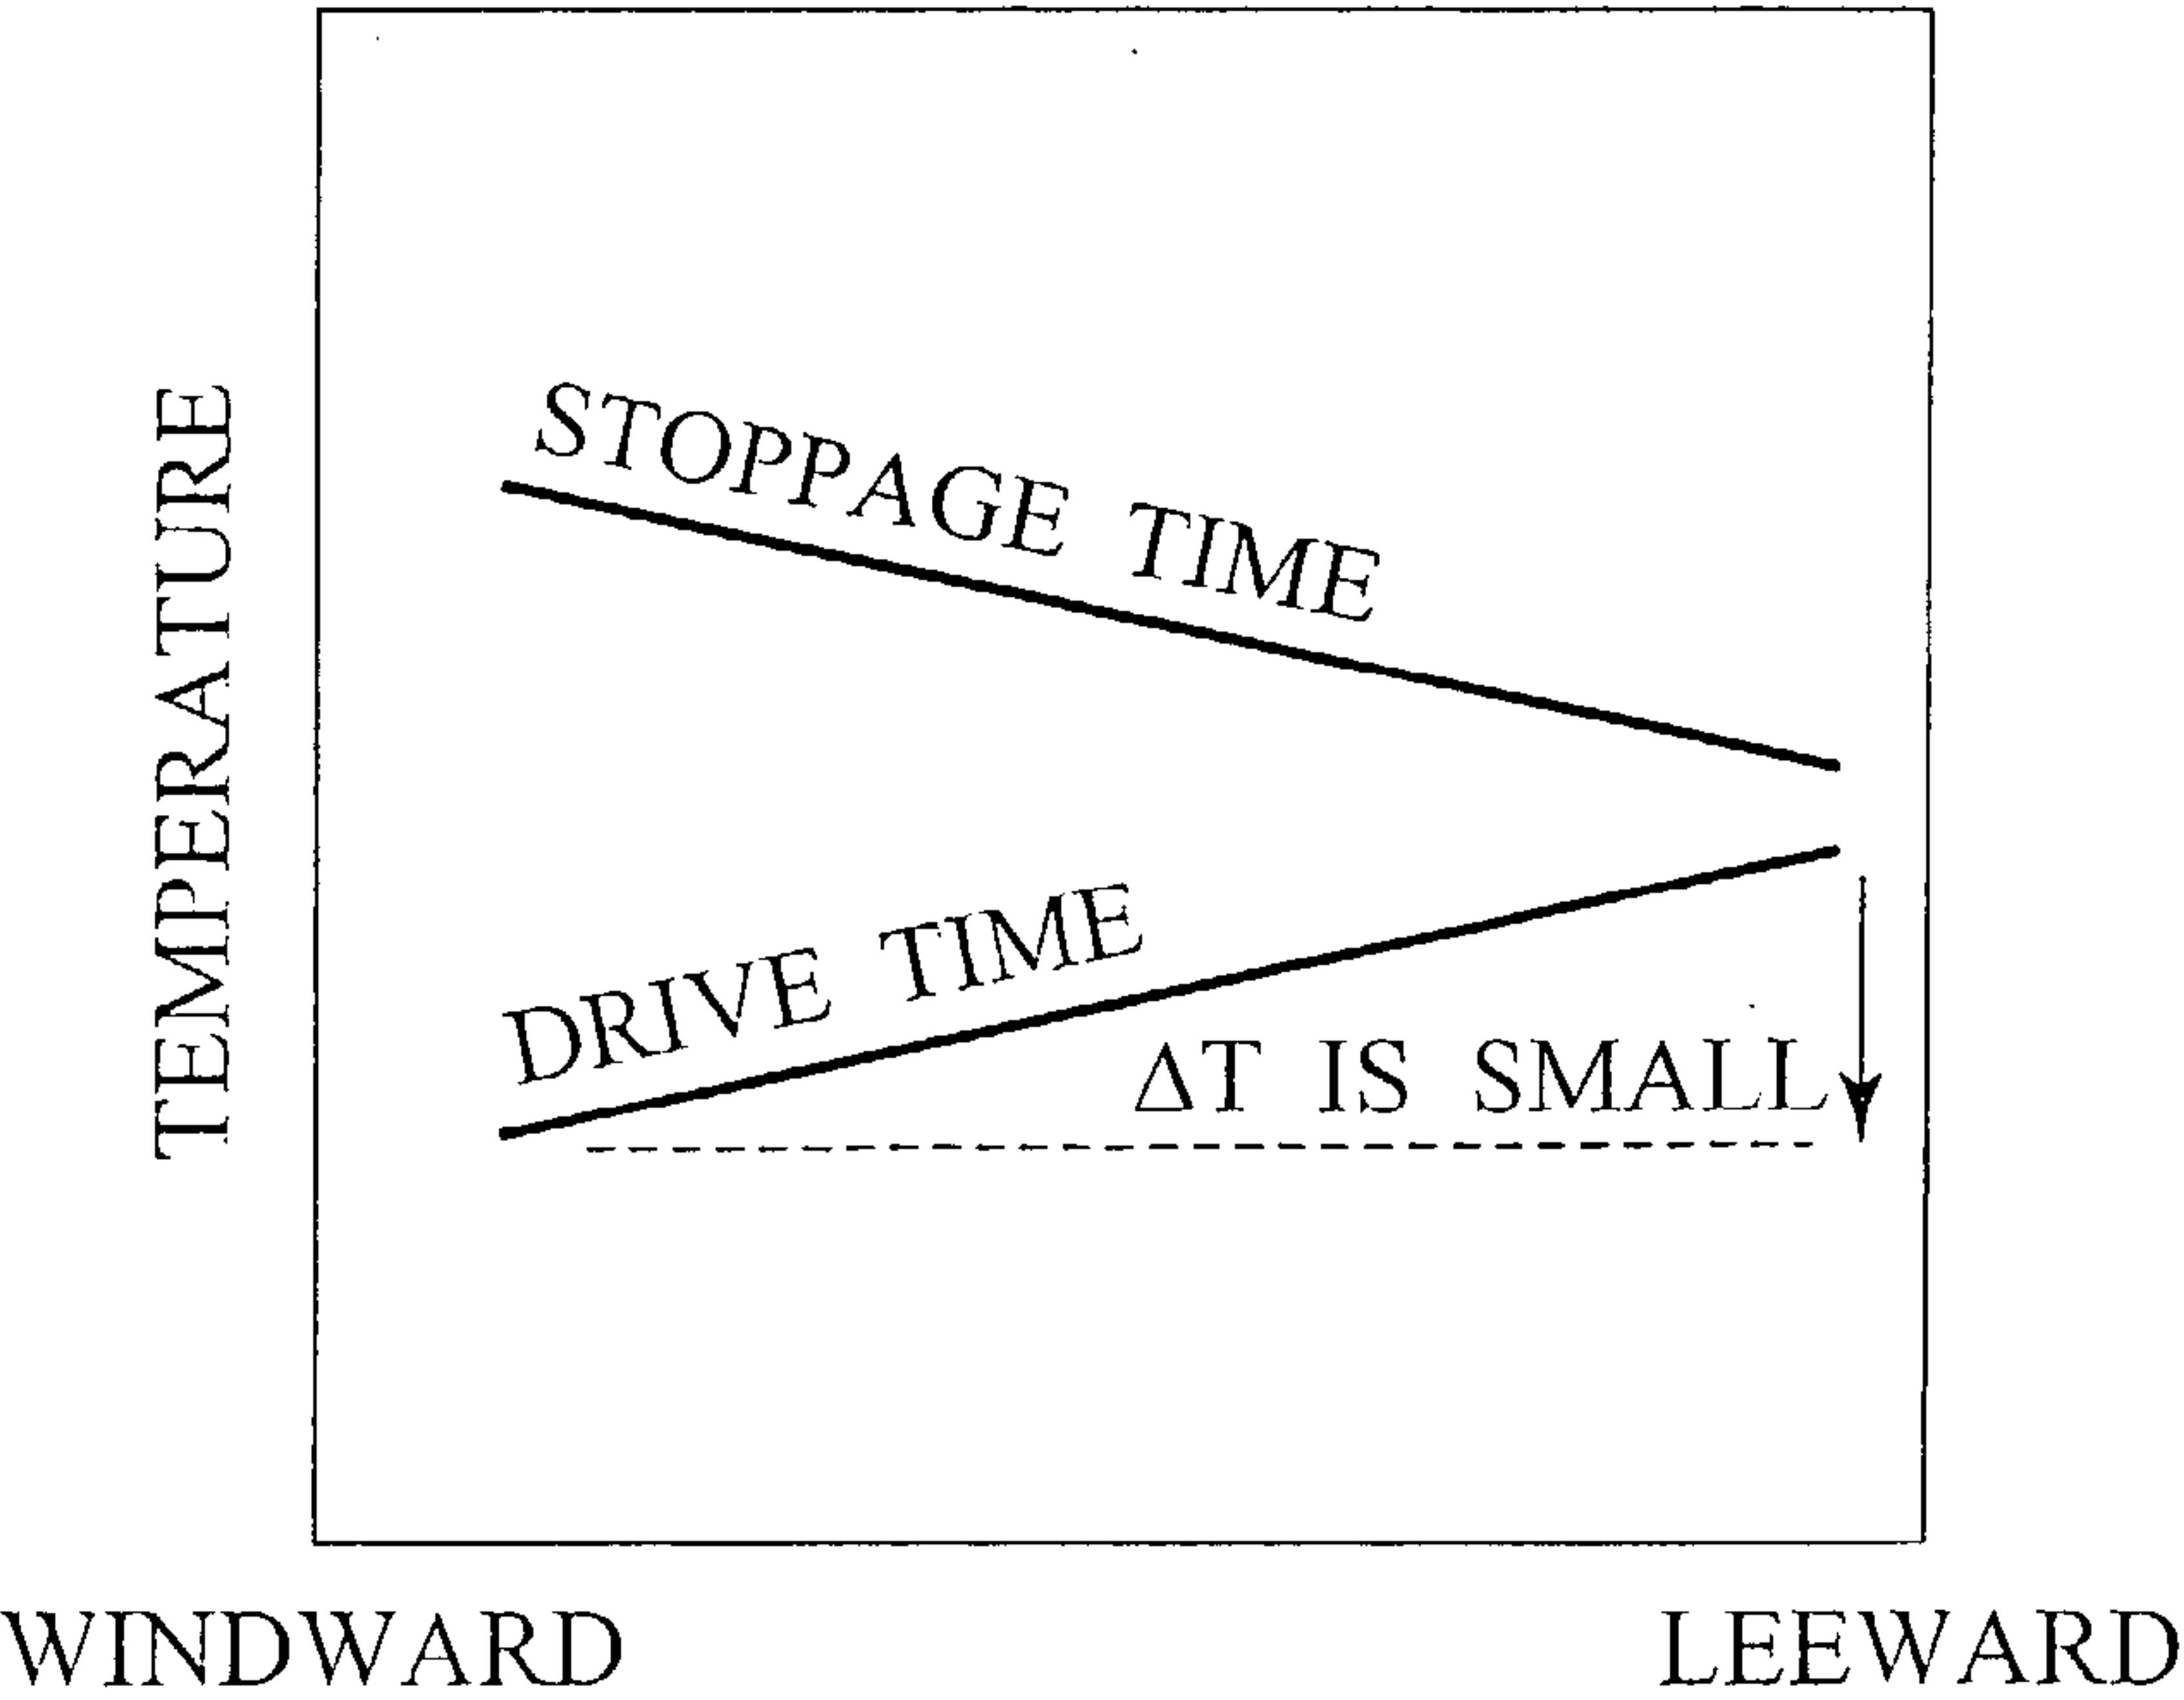 TEMPERATURE
STOPPAGE TIME
DRIVE TIME
ΔT IS SMALL
WINDWARD
LEEWARD